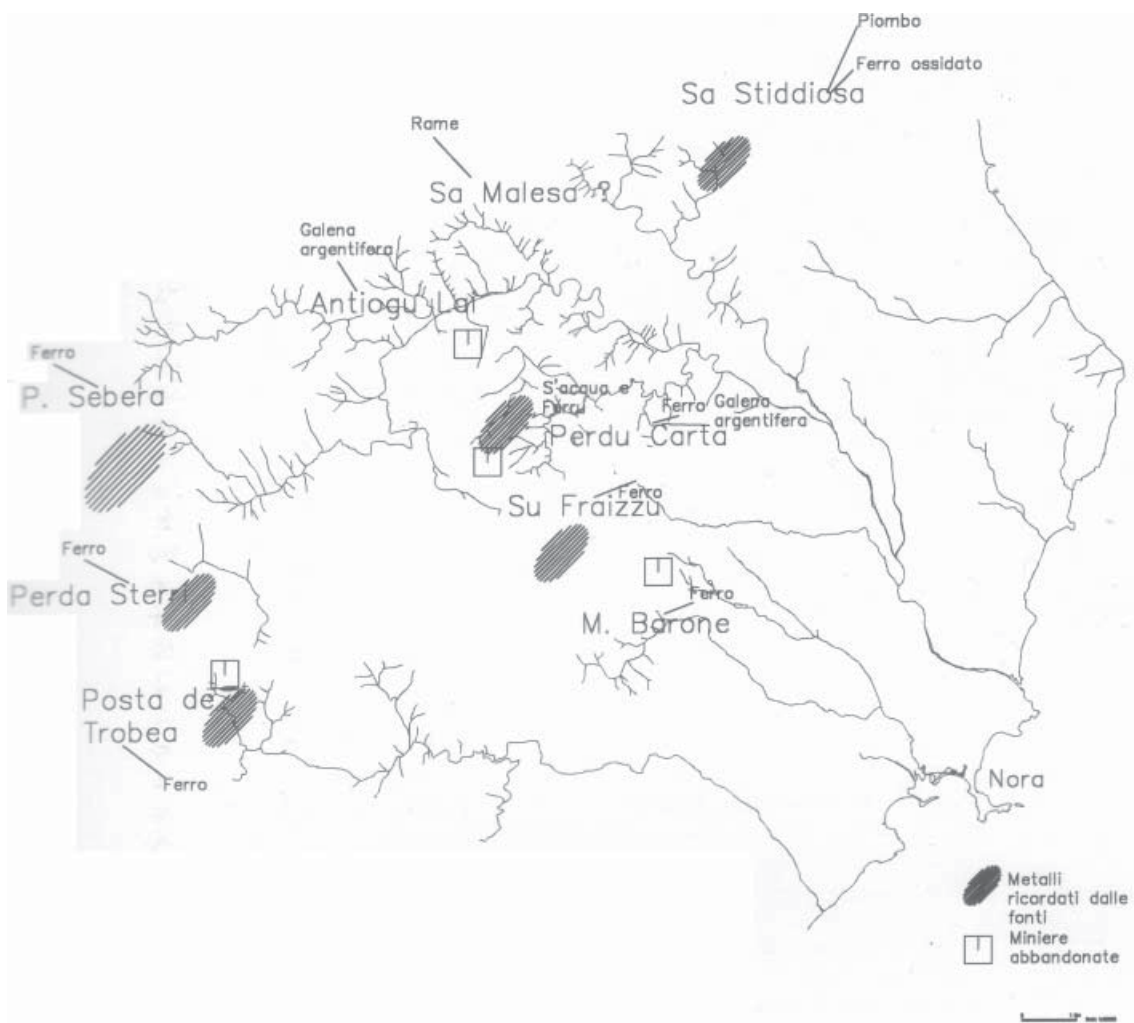 Piombo
Ferro ossidato
Sa Stiddiosa
Rame
Sa Malesa ?
Galena
argentifera
Antiogu Lai
Ferro
P. Sebera
S'acqua e'
Ferru
Ferro
Galena
argentifera
Perdu Carta
Su Fraizzu
Ferro
Ferro
Perda Sterri
Ferro
M. Barone
Posta de
Trobea
Ferro
Nora
Metalli
ricordati dalle
fonti
Miniere
abbandonate